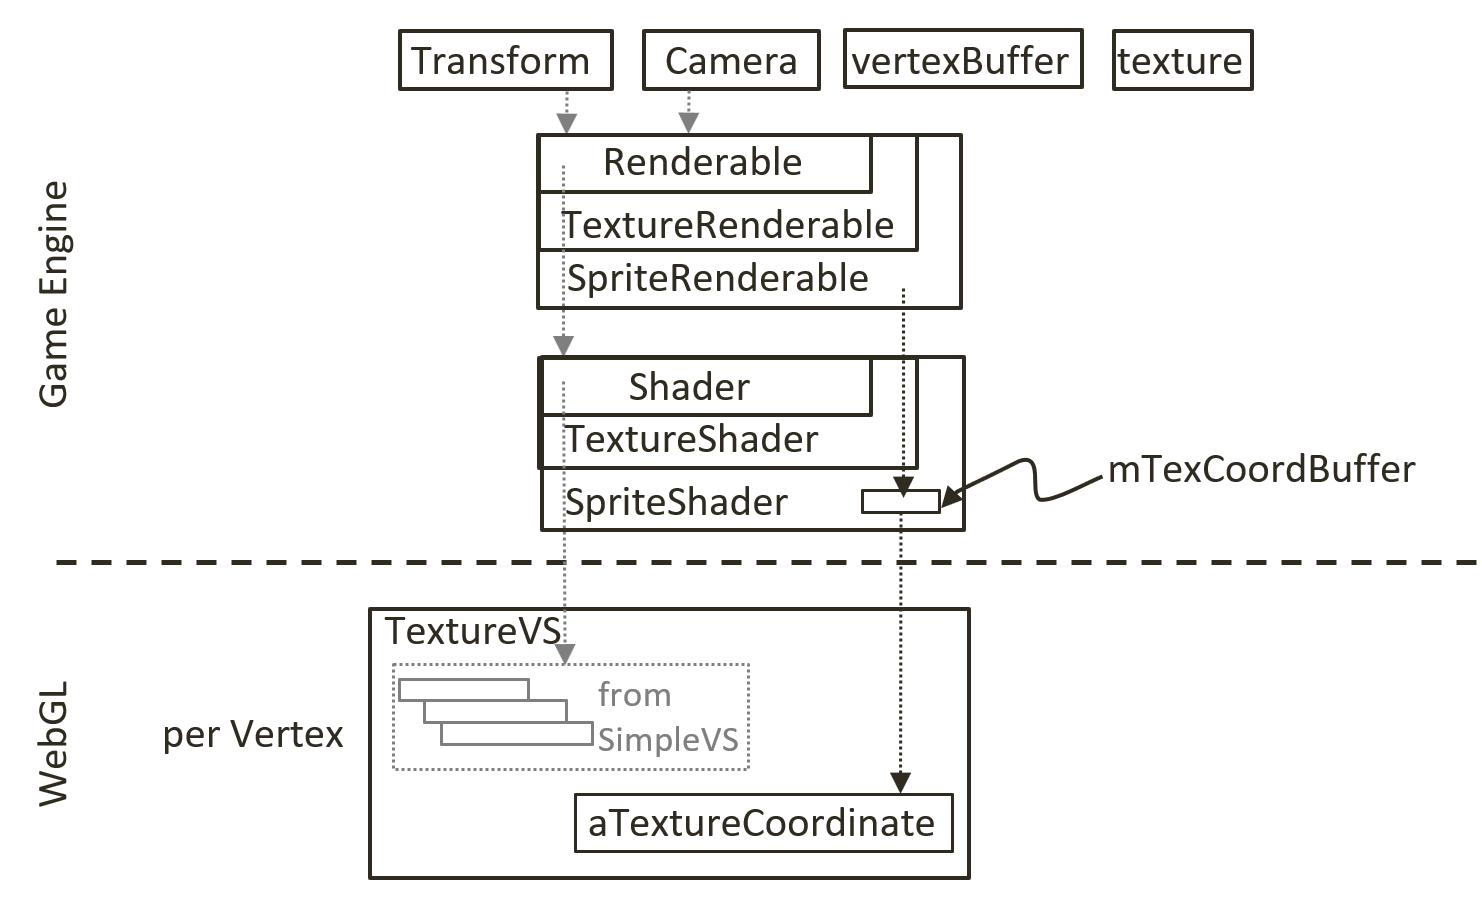 Transform
Camera
vertexBuffer
texture
Game Engine
Renderable
TextureRenderable
SpriteRenderable
Shader
TextureShader
SpriteShader
mTexCoordBuffer
WebGL
per Vertex
TextureVS
from
SimpleVS
aTextureCoordinate